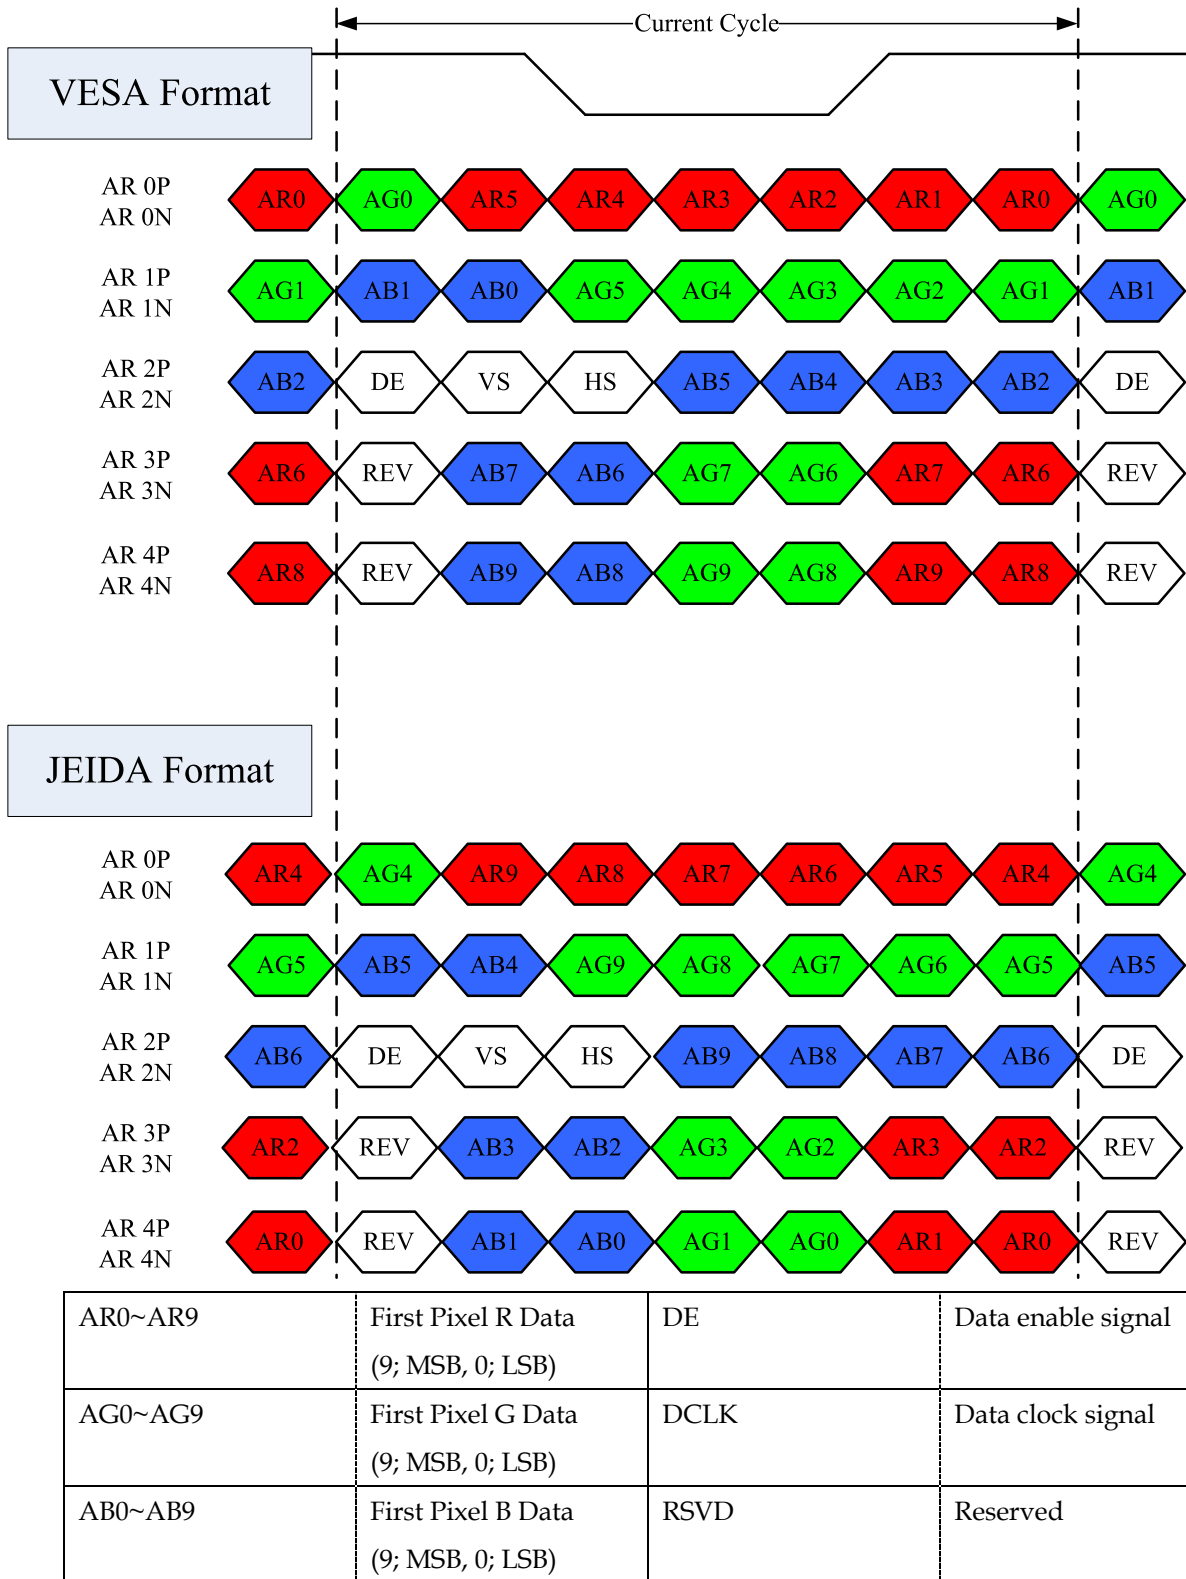 Current Cycle
VESA Format
AR 0P
AR 0N
AR0 AG0 AR5 AR4 AR3 AR2 AR1 AR0 AG0
AR 1P
AR 1N
AG1 AB1 AB0 AG5 AG4 AG3 AG2 AG1 AB1
AR 2P
AR 2N
AB2 DE VS HS AB5 AB4 AB3 AB2 DE
AR 3P
AR 3N
AR6 REV AB7 AB6 AG7 AG6 AR7 AR6 REV
AR 4P
AR 4N
AR8 REV AB9 AB8 AG9 AG8 AR9 AR8 REV
JEIDA Format
AR 0P
AR 0N
AR4 AG4 AR9 AR8 AR7 AR6 AR5 AR4 AG4
AR 1P
AR 1N
AG5 AB5 AB4 AG9 AG8 AG7 AG6 AG5 AB5
AR 2P
AR 2N
AB6 DE VS HS AB9 AB8 AB7 AB6 DE
AR 3P
AR 3N
AR2 REV AB3 AB2 AG3 AG2 AR3 AR2 REV
AR 4P
AR 4N
AR0 REV AB1 AB0 AG1 AG0 AR1 AR0 REV
AR0~AR9 First Pixel R Data DE Data enable signal
(9; MSB, 0; LSB)
AG0~AG9 First Pixel G Data DCLK Data clock signal
(9; MSB, 0; LSB)
AB0~AB9 First Pixel B Data RSVD Reserved
(9; MSB, 0; LSB)